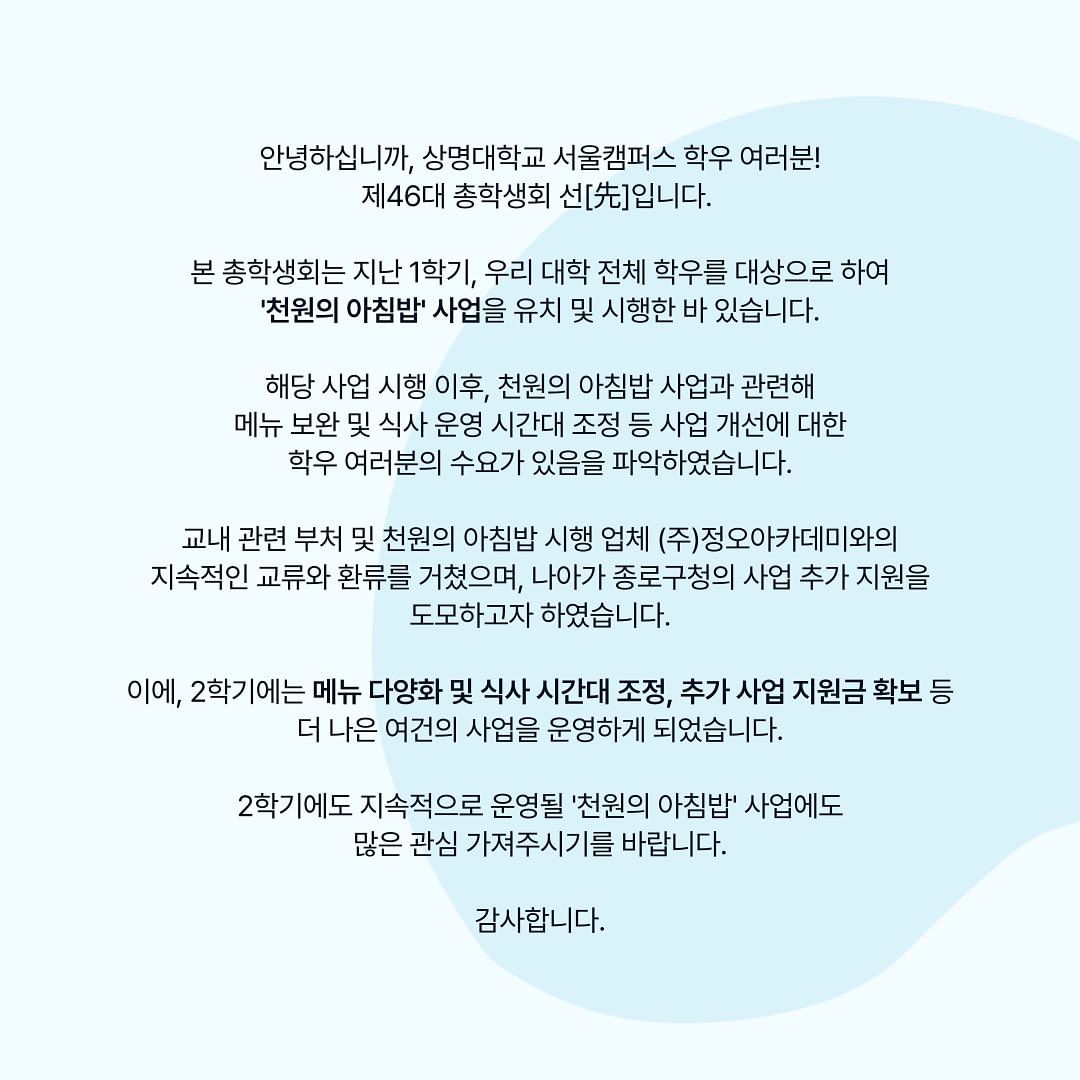 안녕하십니까, 상명대학교 서울캠퍼스 학우 여러분!
제46대 총학생회 선[先]입니다.
본 총학생회는 지난 1학기, 우리 대학 전체 학우를 대상으로 하여
'천원의 아침밥' 사업을 유치 및 시행한 바 있습니다.
해당 사업 시행 이후, 천원의 아침밥 사업과 관련해
메뉴 보완 및 식사 운영 시간대 조정 등 사업 개선에 대한
학우 여러분의 수요가 있음을 파악하였습니다.
교내 관련 부처 및 천원의 아침밥 시행 업체 (주)정오아카데미와의
지속적인 교류와 환류를 거쳤으며, 나아가 종로구청의 사업 추가 지원을
도모하고자 하였습니다.
이에, 2학기에는 메뉴 다양화 및 식사 시간대 조정, 추가 사업 지원금 확보 등
더 나은 여건의 사업을 운영하게 되었습니다.
2학기에도 지속적으로 운영될 '천원의 아침밥' 사업에도
많은 관심 가져주시기를 바랍니다.
감사합니다.